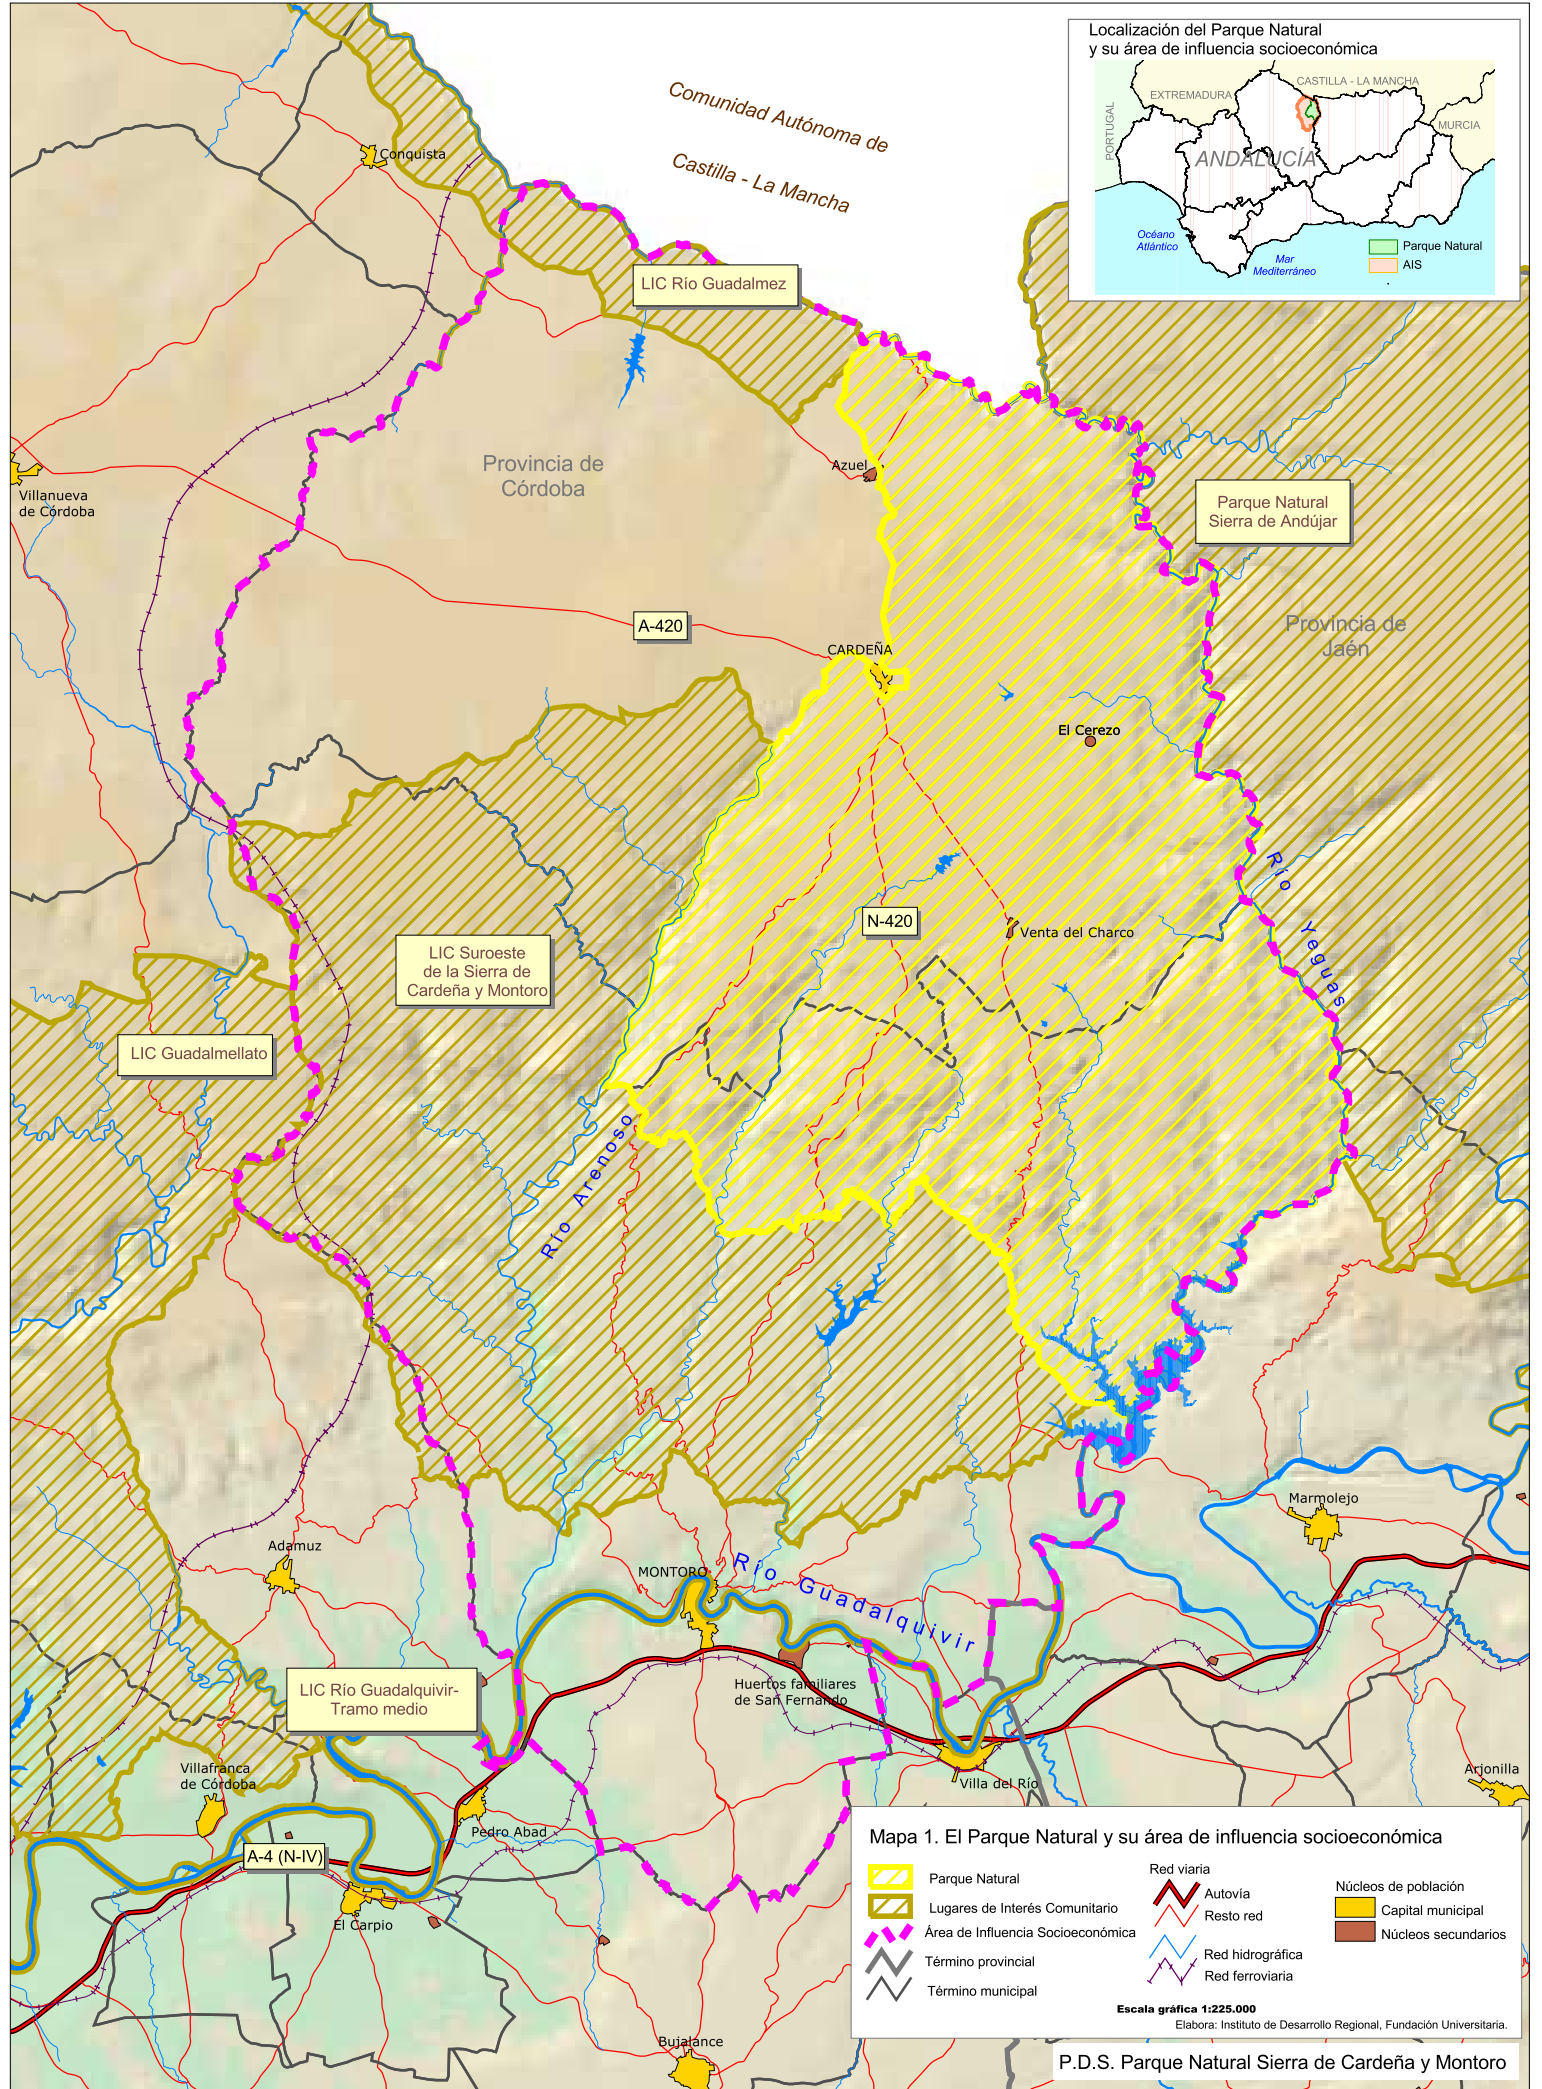 Localización del Parque Natural
y su área de influencia socioeconómica
CASTILLA - LA MANCHA
EXTREMADURA
PORTUGAL
MURCIA
ANDALUCÍA
Océano
Atlántico
Mar
Mediterráneo
Parque Natural
AIS
Comunidad Autónoma de
Castilla - La Mancha
Conquista
LIC Río Guadalmez
Provincia de
Córdoba
Azuel
Villanueva
de Córdoba
Parque Natural
Sierra de Andújar
Provincia de
Jaén
A-420
CARDEÑA
El Cerezo
Río Yeguas
N-420
Venta del Charco
LIC Suroeste
de la Sierra de
Cardeña y Montoro
LIC Guadalmellato
Río Arenoso
Marmolejo
Adamuz
MONTORO
Río Guadalquivir
Huertos familiares
de San Fernando
LIC Río Guadalquivir-
Tramo medio
Villafranca
de Córdoba
Villa del Río
Arjonilla
Pedro Abad
A-4 (N-IV)
El Carpio
Bujalance
Mapa 1. El Parque Natural y su área de influencia socioeconómica
Parque Natural
Lugares de Interés Comunitario
Área de Influencia Socioeconómica
Término provincial
Término municipal
Red viaria
Autovía
Resto red
Red hidrográfica
Red ferroviaria
Núcleos de población
Capital municipal
Núcleos secundarios
Escala gráfica 1:225.000
Elabora: Instituto de Desarrollo Regional, Fundación Universitaria.
P.D.S. Parque Natural Sierra de Cardeña y Montoro